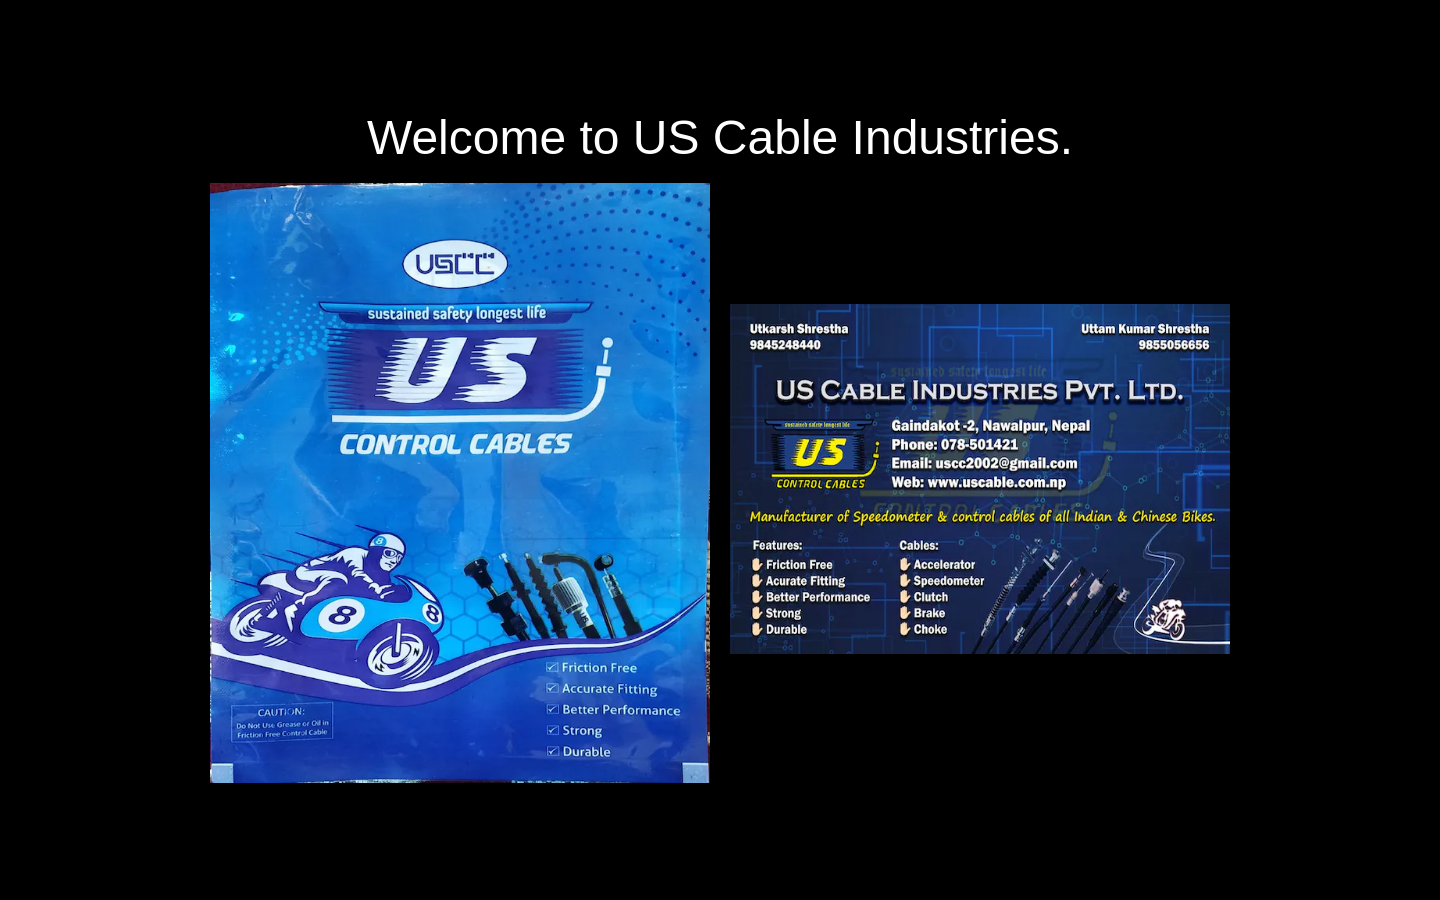 Welcome to US Cable Industries.
USCC
sustained safety longest life
US
CONTROL CABLES
8
8
8
N
Friction Free
Accurate Fitting
Better Performance
Strong
Durable
CAUTION:
Do Not Use Grease or Oil in
Friction Free Control Cable
Utkarsh Shrestha
9845248440
Uttam Kumar Shrestha
9855056656
US CABLE INDUSTRIES PVT. LTD.
sustained safety longest life
US
CONTROL CABLES
Gaindakot -2, Nawalpur, Nepal
Phone: 078-501421
Email: uscc2002@gmail.com
Web: www.uscable.com.np
Manufacturer of Speedometer & control cables of all Indian & Chinese Bikes.
Features:
Friction Free
Acurate Fitting
Better Performance
Strong
Durable
Cables:
Accelerator
Speedometer
Clutch
Brake
Choke